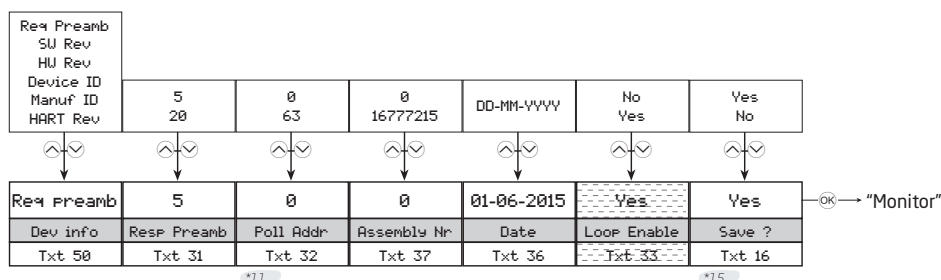 Req Preamb
SW Rev
HW Rev
Device ID
Manuf ID
HART Rev
5
20
0
63
0
16777215
DD-MM-YYYY
No
Yes
Yes
No
Req preamb 5 0 0 01-06-2015 Yes Yes OK "Monitor"
Dev info Resp Preamb Poll Addr Assembly Nr Date Loop Enable Save ?
Txt 50 Txt 31 Txt 32 Txt 37 Txt 36 Txt 33 Txt 16
*11 *15